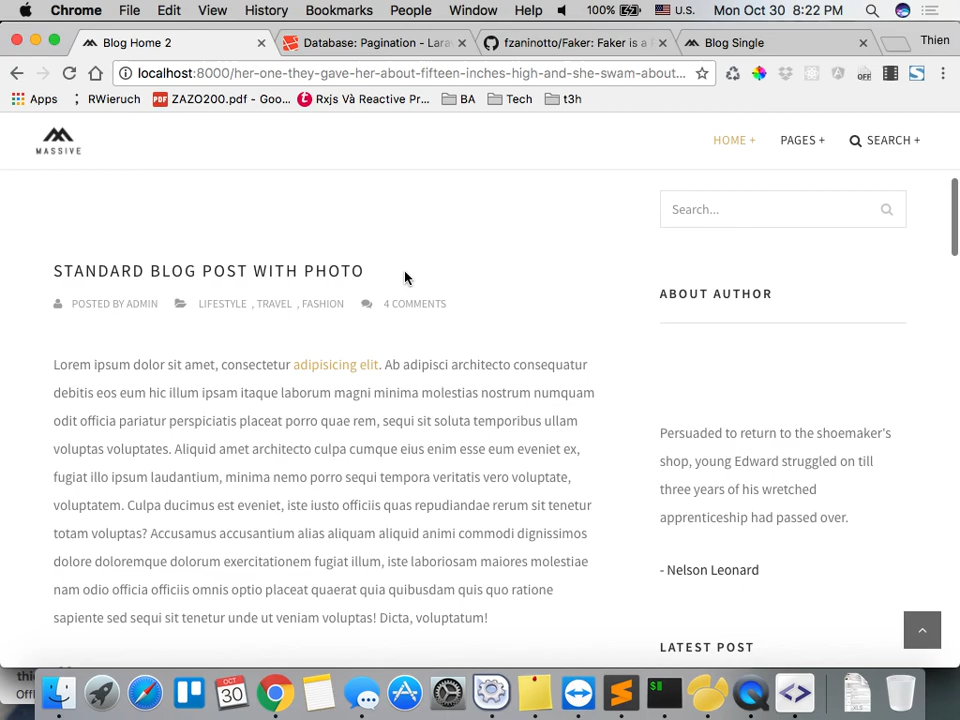 Chrome File Edit View History Bookmarks People Window Help 100% U.S. Mon Oct 30 8:22 PM
Blog Home 2 Database: Pagination - Larav fzaninotto/Faker: Faker is a Blog Single Thien
localhost:8000/her-one-they-gave-her-about-fifteen-inches-high-and-she-swam-about...
Apps RWieruch ZAZO200.pdf - Goo... Rxjs Và Reactive Pr... BA Tech t3h
MASSIVE
HOME + PAGES + SEARCH +
Search...
STANDARD BLOG POST WITH PHOTO
POSTED BY ADMIN LIFESTYLE , TRAVEL , FASHION 4 COMMENTS
Lorem ipsum dolor sit amet, consectetur adipisicing elit. Ab adipisci architecto consequatur
debitis eos eum hic illum ipsam itaque laborum magni minima molestias nostrum numquam
odit officia pariatur perspiciatis placeat porro quae rem, sequi sit soluta temporibus ullam
voluptas voluptates. Aliquid amet architecto culpa cumque eius enim esse eum eveniet ex,
fugiat illo ipsum laudantium, minima nemo porro sequi tempora veritatis vero voluptate,
voluptatem. Culpa ducimus est eveniet, iste iusto officiis quas repudiandae rerum sit tenetur
totam voluptas? Accusamus accusantium alias aliquam aliquid animi commodi dignissimos
dolore doloremque dolorum exercitationem fugiat illum, iste laboriosam maiores molestiae
nam odio officia officiis omnis optio placeat quaerat quia quibusdam quis quo ratione
sapiente sed sequi sit tenetur unde ut veniam voluptas! Dicta, voluptatum!
ABOUT AUTHOR
Persuaded to return to the shoemaker's
shop, young Edward struggled on till
three years of his wretched
apprenticeship had passed over.
- Nelson Leonard
LATEST POST
OCT
30